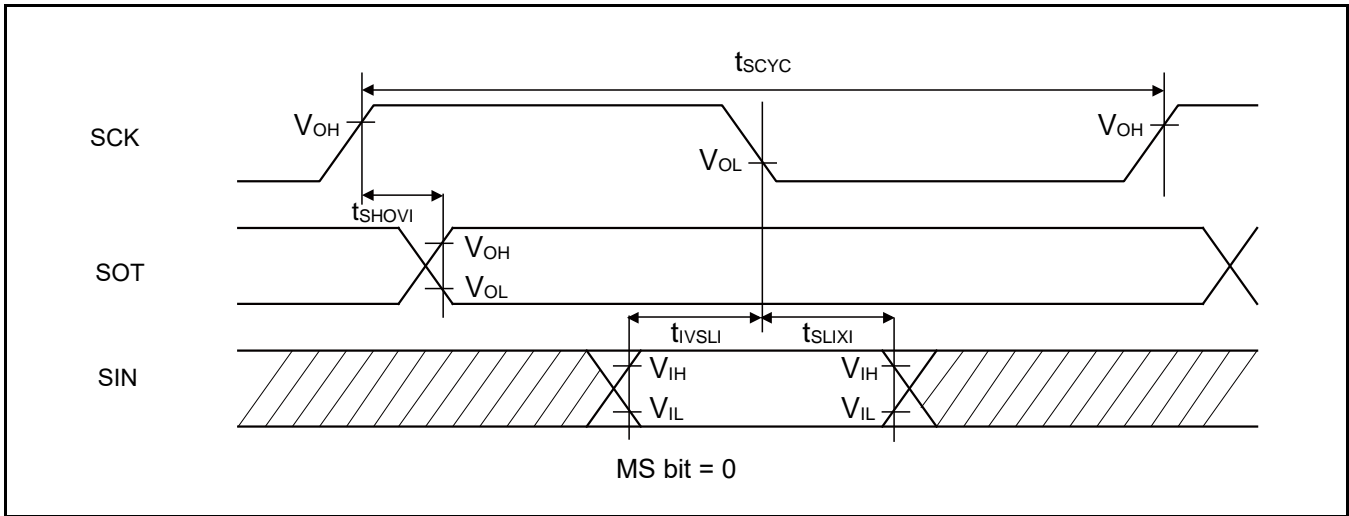 tSCYC
SCK
VOH
VOH
VOL
tSHOVI
SOT
VOH
VOL
tIVSLI
tSLIXI
SIN
VIH
VIH
VIL
VIL
MS bit = 0